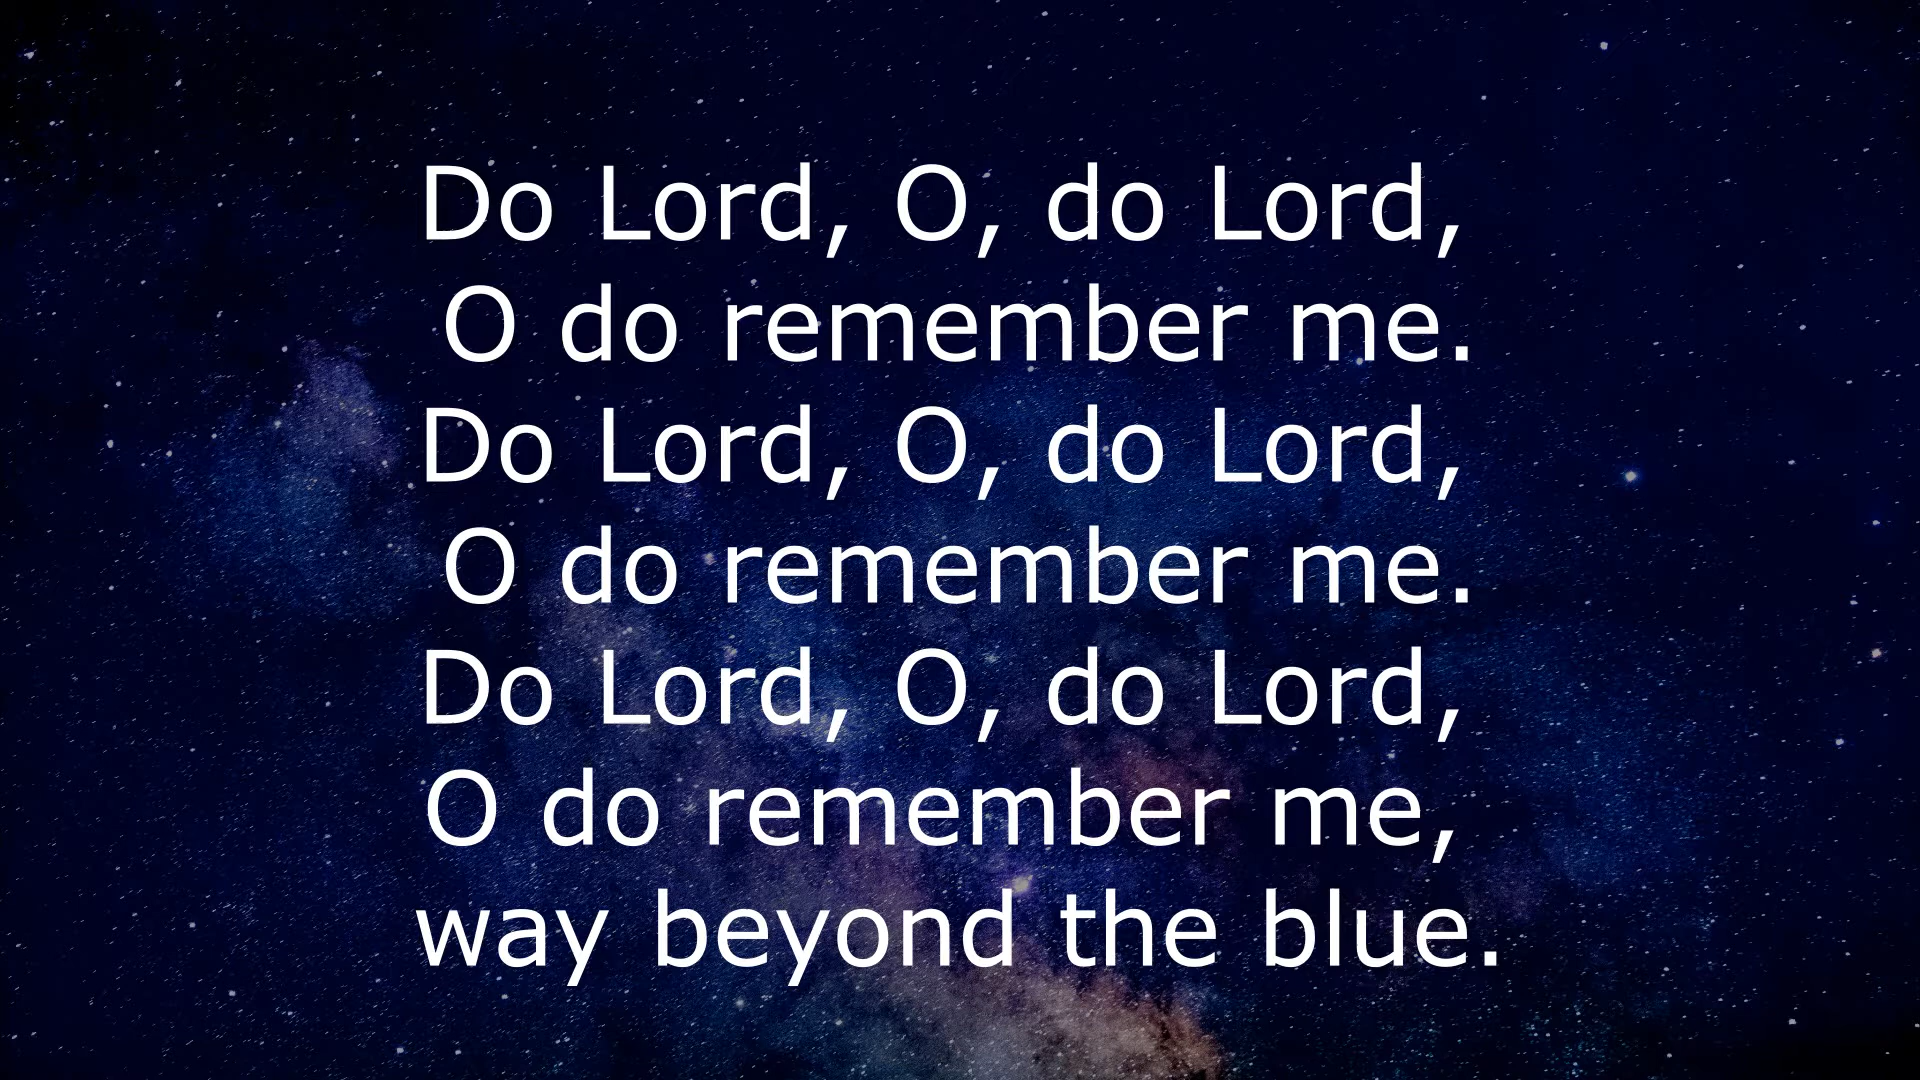 Do Lord, O, do Lord,
O do remember me.
Do Lord, O, do Lord,
O do remember me.
Do Lord, O, do Lord,
O do remember me,
way beyond the blue.